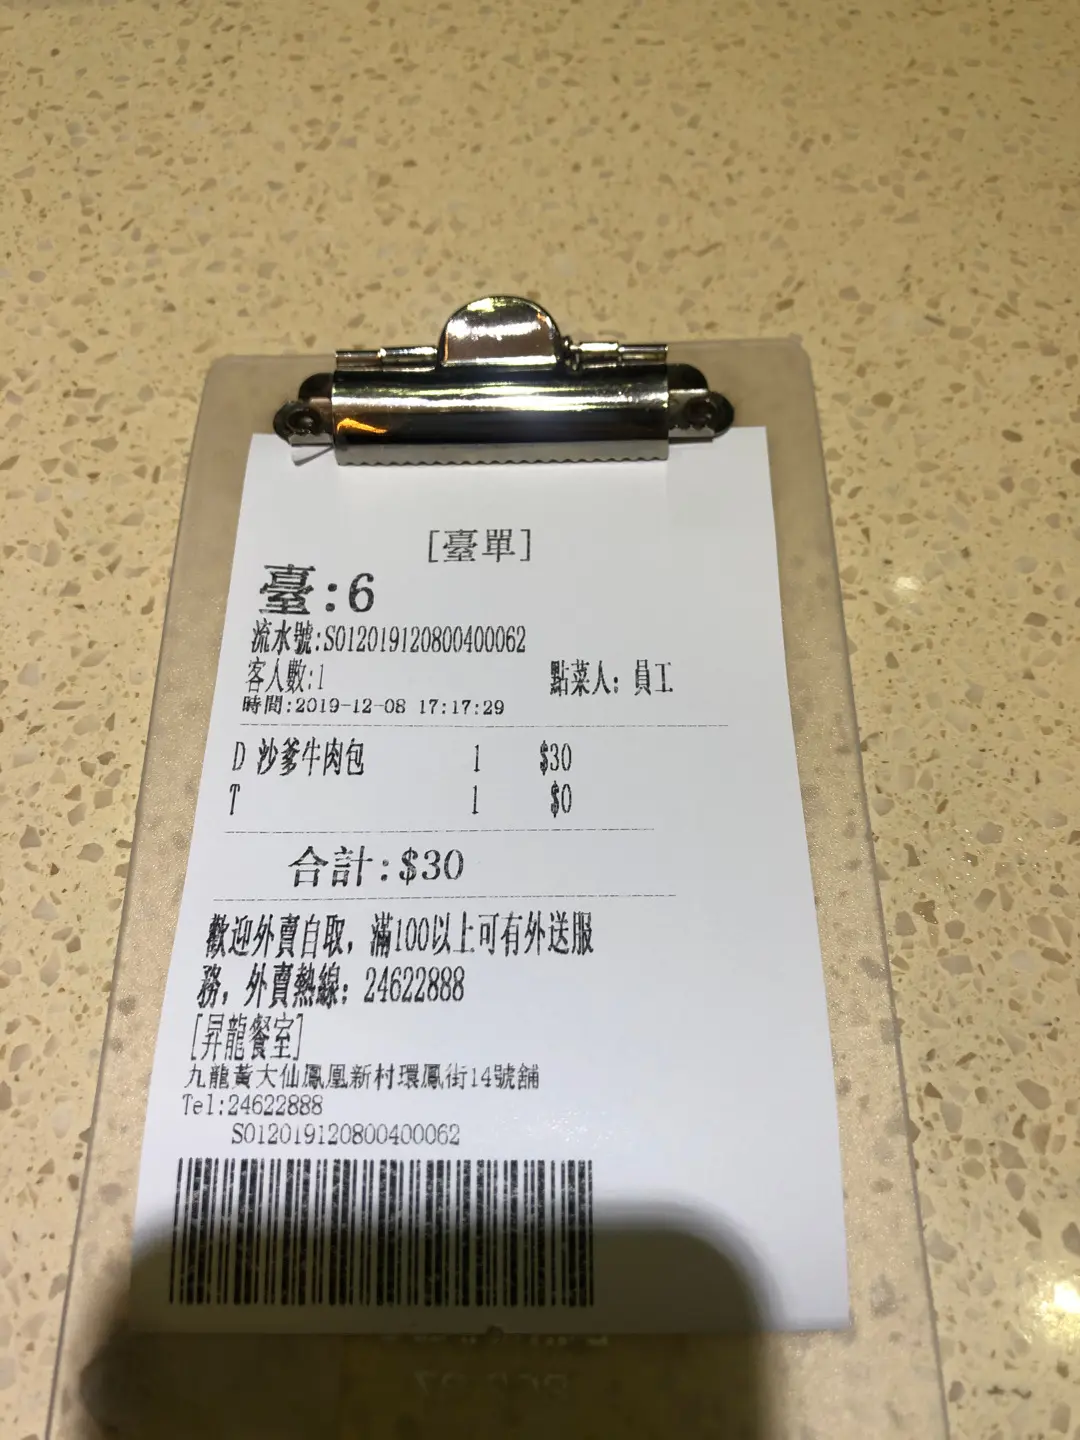 [臺單]
臺:6
流水號:S012019120800400062
客人數:1 點菜人: 員工
時間:2019-12-08 17:17:29
D 沙爹牛肉包 1 $30
T 1 $0
合計:$30
歡迎外賣自取, 滿100以上可有外送服
務, 外賣熱線: 24622888
[昇龍餐室]
九龍黃大仙鳳凰新村環鳳街14號舖
Tel:24622888
S012019120800400062